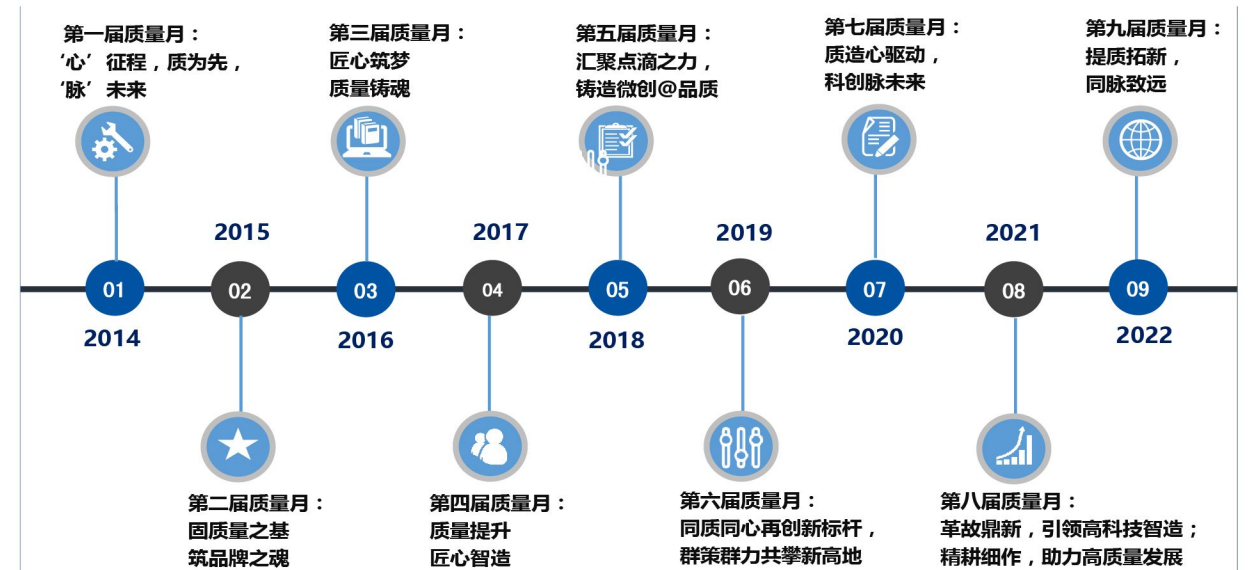 第一届质量月：
‘心’征程，质为先，
‘脉’未来
第三届质量月：
匠心筑梦
质量铸魂
第五届质量月：
汇聚点滴之力，
铸造微创@品质
第七届质量月：
质造心驱动，
科创脉未来
第九届质量月：
提质拓新，
同脉致远
2015
2017
2019
2021
01
02
03
04
05
06
07
08
09
2014
2016
2018
2020
2022
第二届质量月：
固质量之基
筑品牌之魂
第四届质量月：
质量提升
匠心智造
第六届质量月：
同质同心再创新标杆，
群策群力共攀新高地
第八届质量月：
革故鼎新，引领高科技智造；
精耕细作，助力高质量发展